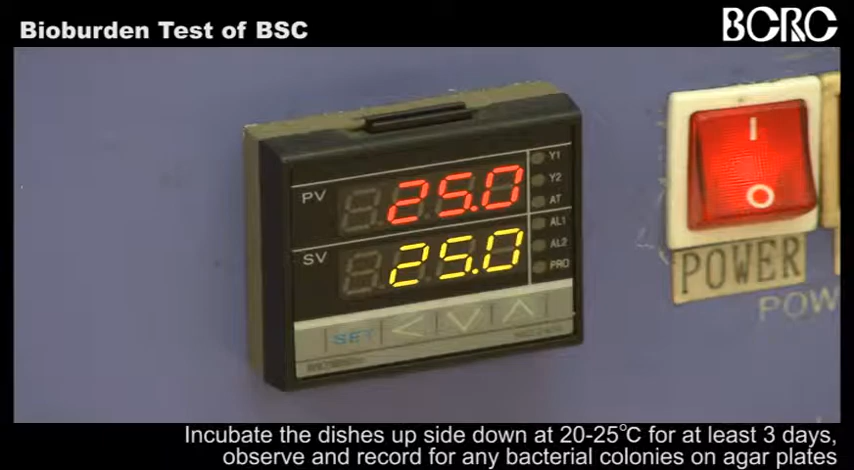 Bioburden Test of BSC
BCRC
PV 25.0
SV 25.0
Y1
Y2
AT
AL1
AL2
PRO
SET
POWER
POW
Incubate the dishes up side down at 20-25℃ for at least 3 days,
observe and record for any bacterial colonies on agar plates